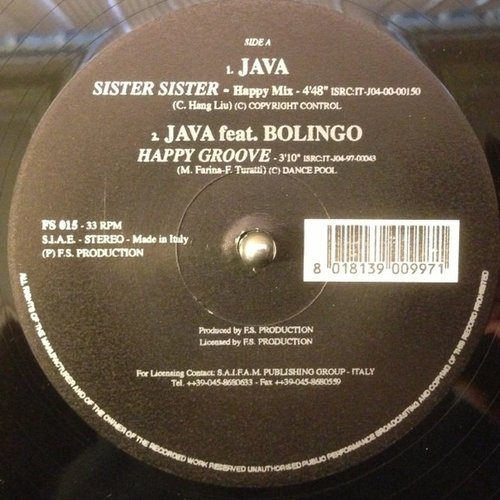 SIDE A
1. JAVA
SISTER SISTER - Happy Mix - 4'48" ISRC:IT-J04-00-00150
(C. Hang Liu) (C) COPYRIGHT CONTROL
2. JAVA feat. BOLINGO
HAPPY GROOVE - 3'10" ISRC:IT-J04-97-00043
(M. Farina-F. Turatti) (C) DANCE POOL
FS 015 - 33 RPM
S.I.A.E. - STEREO - Made in Italy
(P) F.S. PRODUCTION
8 018139 009971
Produced by F.S. PRODUCTION
Licensed by F.S. PRODUCTION
For Licensing Contact: S.A.I.F.A.M. PUBLISHING GROUP - ITALY
Tel. ++39-045-8680633 - Fax ++39-045-8680559
ALL RIGHTS OF THE MANUFACTURER AND OF THE OWNER OF THE RECORDED WORK RESERVED UNAUTHORISED PUBLIC PERFORMANCE BROADCASTING AND COPYING OF THIS RECORD PROHIBITED